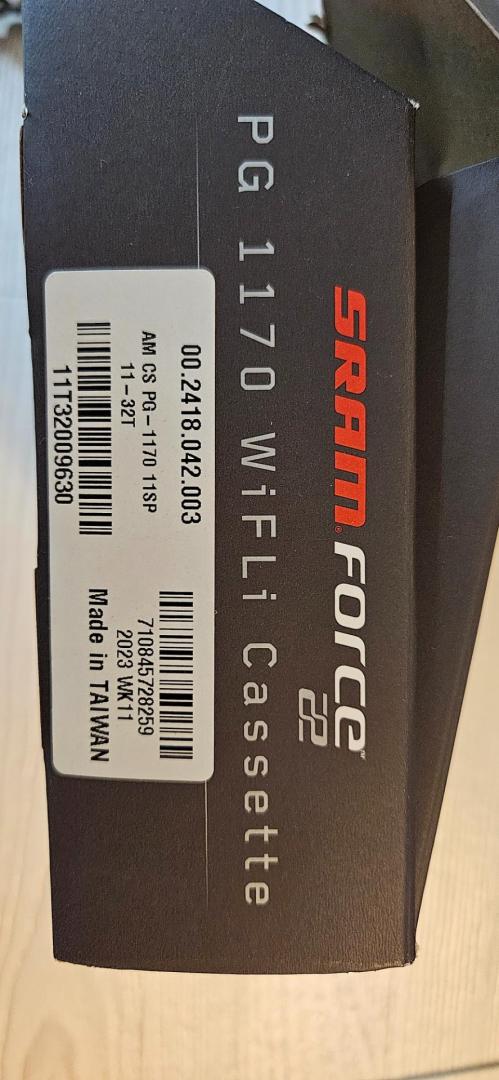 SRAM® FORCE™ 22
PG 1170 WiFLi Cassette
00.2418.042.003
AM CS PG-1170 11SP
11-32T
11T32009630
710845728259
2023 WK11
Made in TAIWAN